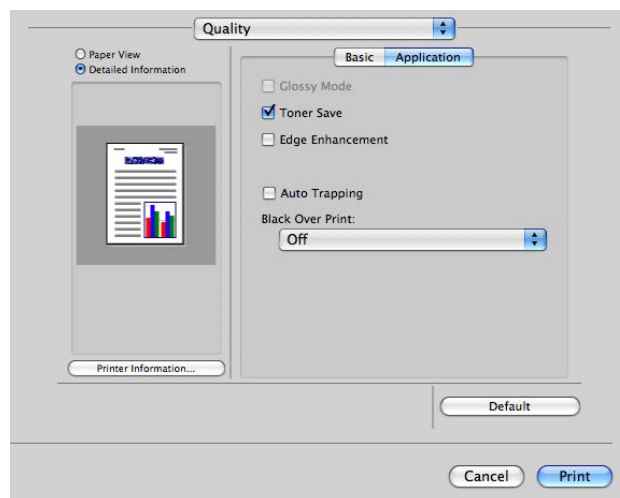 Quality
Paper View
Detailed Information
Basic Application
Glossy Mode
Toner Save
Edge Enhancement
Auto Trapping
Black Over Print:
Off
Printer Information...
Default
Cancel Print